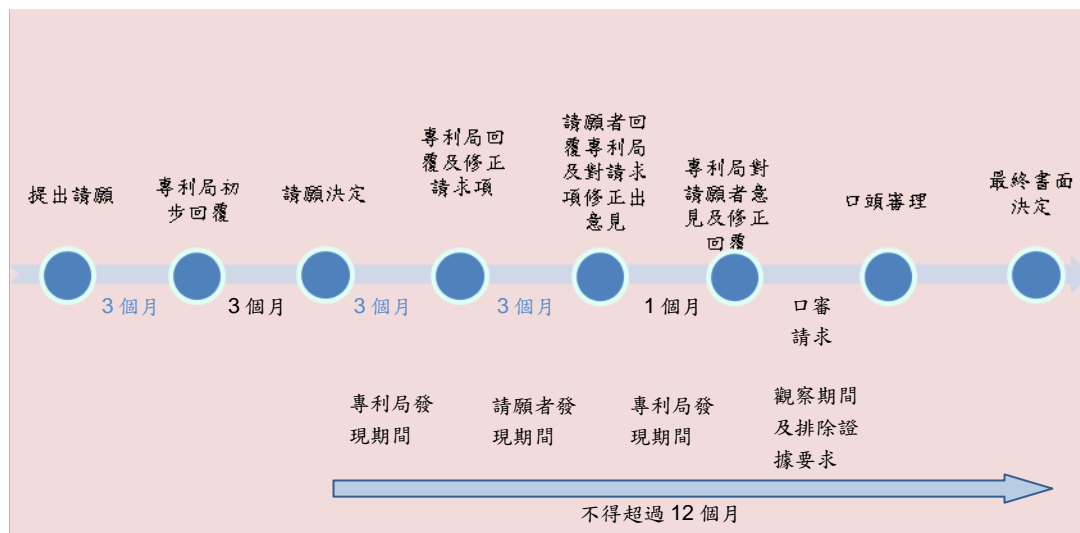 提出請願
專利局初
步回覆
請願決定
專利局回
覆及修正
請求項
請願者回
覆專利局
及對請求
項修正出
意見
專利局對
請願者意
見及修正
回覆
口頭審理
最終書面
決定
3 個月
3 個月
3 個月
3 個月
1 個月
口審
請求
專利局發
現期間
請願者發
現期間
專利局發
現期間
觀察期間
及排除證
據要求
不得超過 12 個月